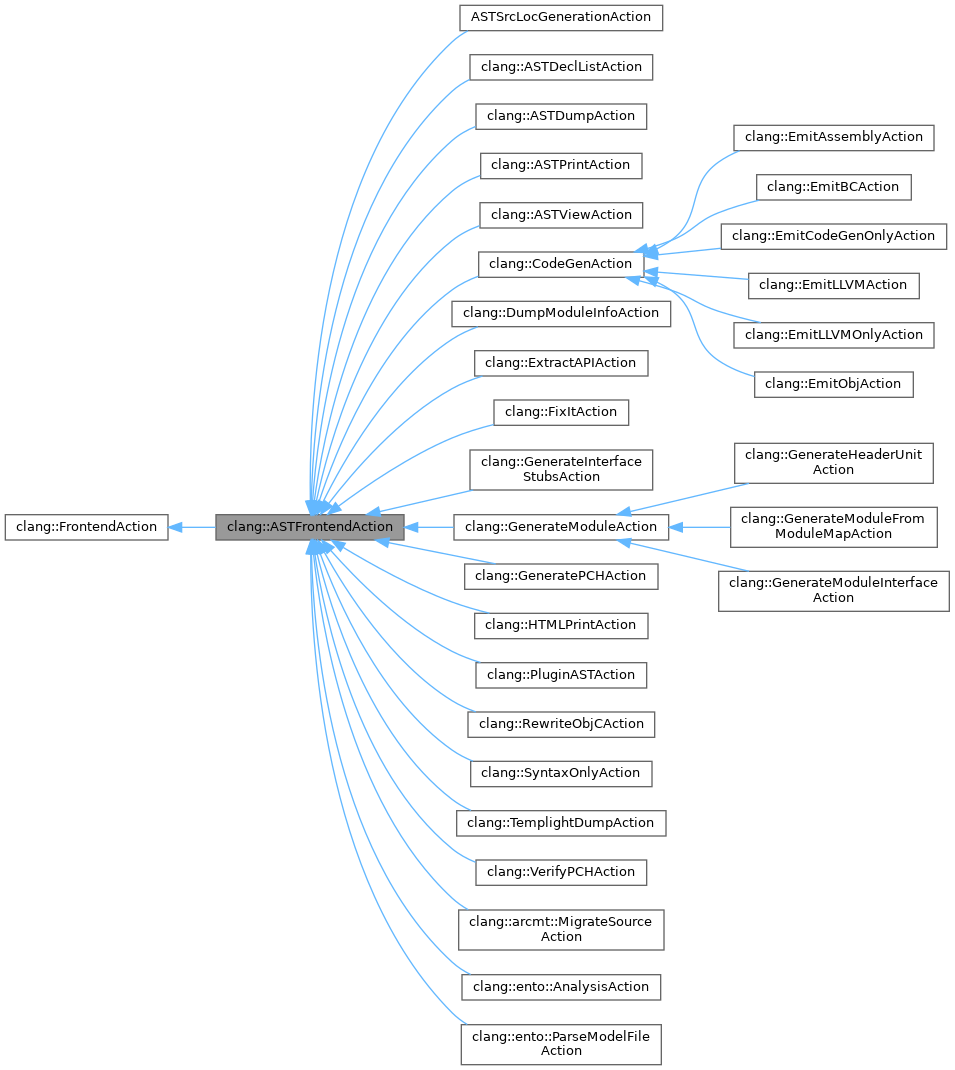 ASTSrcLocGenerationAction
clang::ASTDeclListAction
clang::ASTDumpAction
clang::ASTPrintAction
clang::ASTViewAction
clang::CodeGenAction
clang::EmitAssemblyAction
clang::EmitBCAction
clang::EmitCodeGenOnlyAction
clang::EmitLLVMAction
clang::EmitLLVMOnlyAction
clang::EmitObjAction
clang::DumpModuleInfoAction
clang::ExtractAPIAction
clang::FixItAction
clang::GenerateInterface
StubsAction
clang::FrontendAction
clang::ASTFrontendAction
clang::GenerateModuleAction
clang::GenerateHeaderUnit
Action
clang::GenerateModuleFrom
ModuleMapAction
clang::GenerateModuleInterface
Action
clang::GeneratePCHAction
clang::HTMLPrintAction
clang::PluginASTAction
clang::RewriteObjCAction
clang::SyntaxOnlyAction
clang::TemplightDumpAction
clang::VerifyPCHAction
clang::arcmt::MigrateSource
Action
clang::ento::AnalysisAction
clang::ento::ParseModelFile
Action